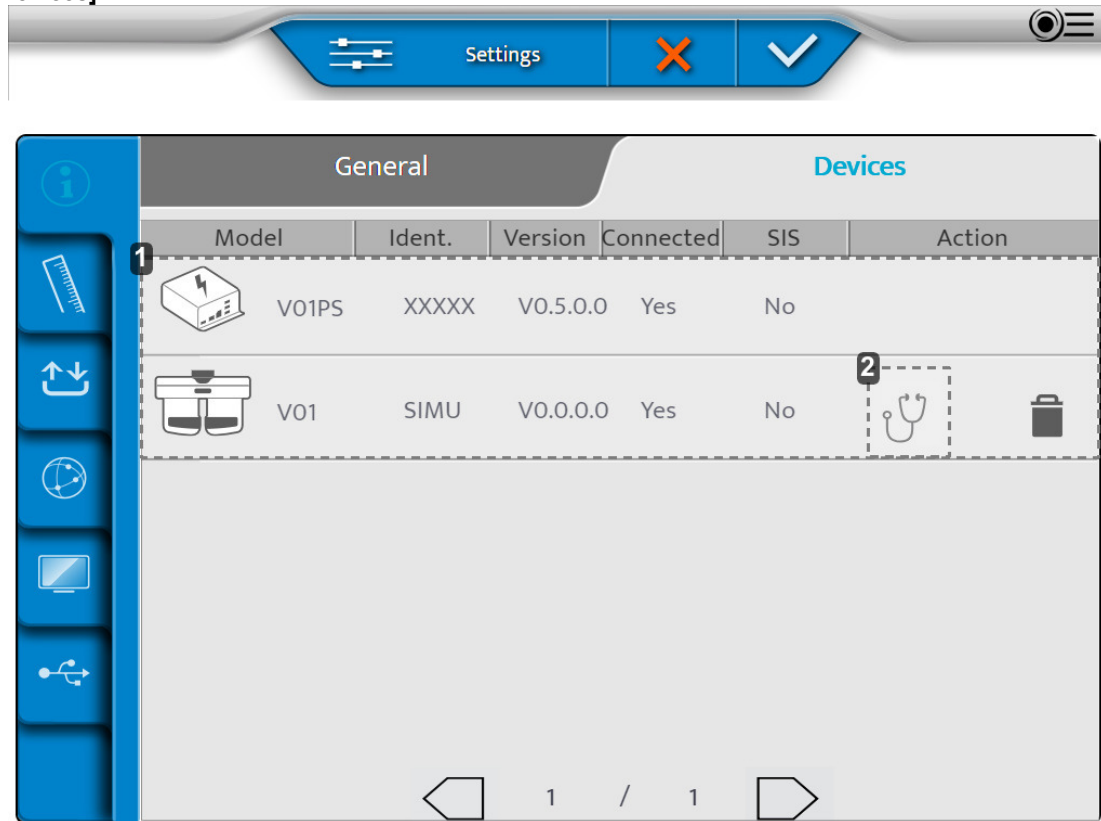 Settings
General Devices
Model Ident. Version Connected SIS Action
1
V01PS XXXXX V0.5.0.0 Yes No
2
V01 SIMU V0.0.0.0 Yes No
1 / 1